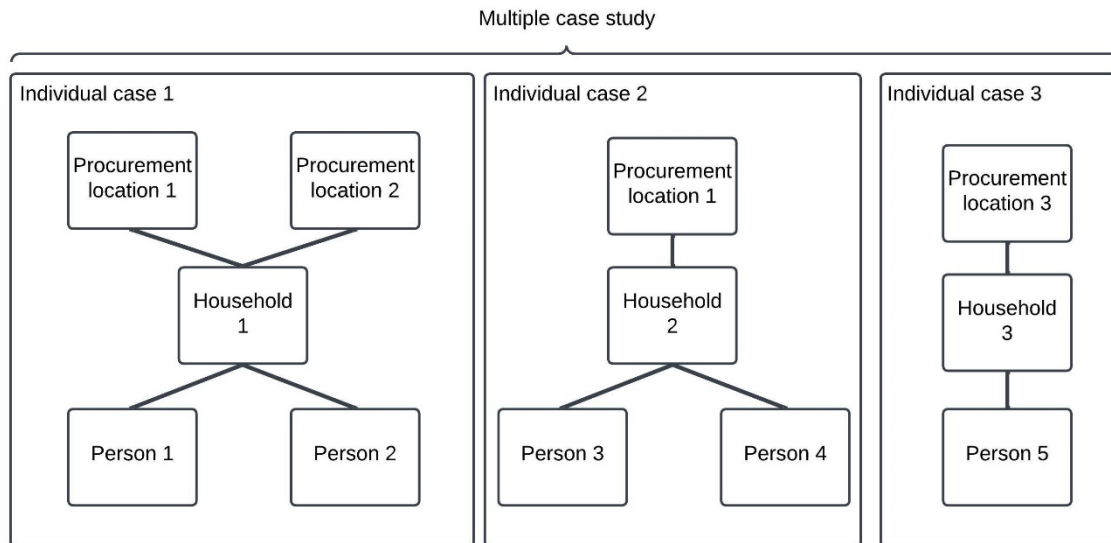 Multiple case study
Individual case 1
Procurement
location 1
Procurement
location 2
Household
1
Person 1
Person 2
Individual case 2
Procurement
location 1
Household
2
Person 3
Person 4
Individual case 3
Procurement
location 3
Household
3
Person 5